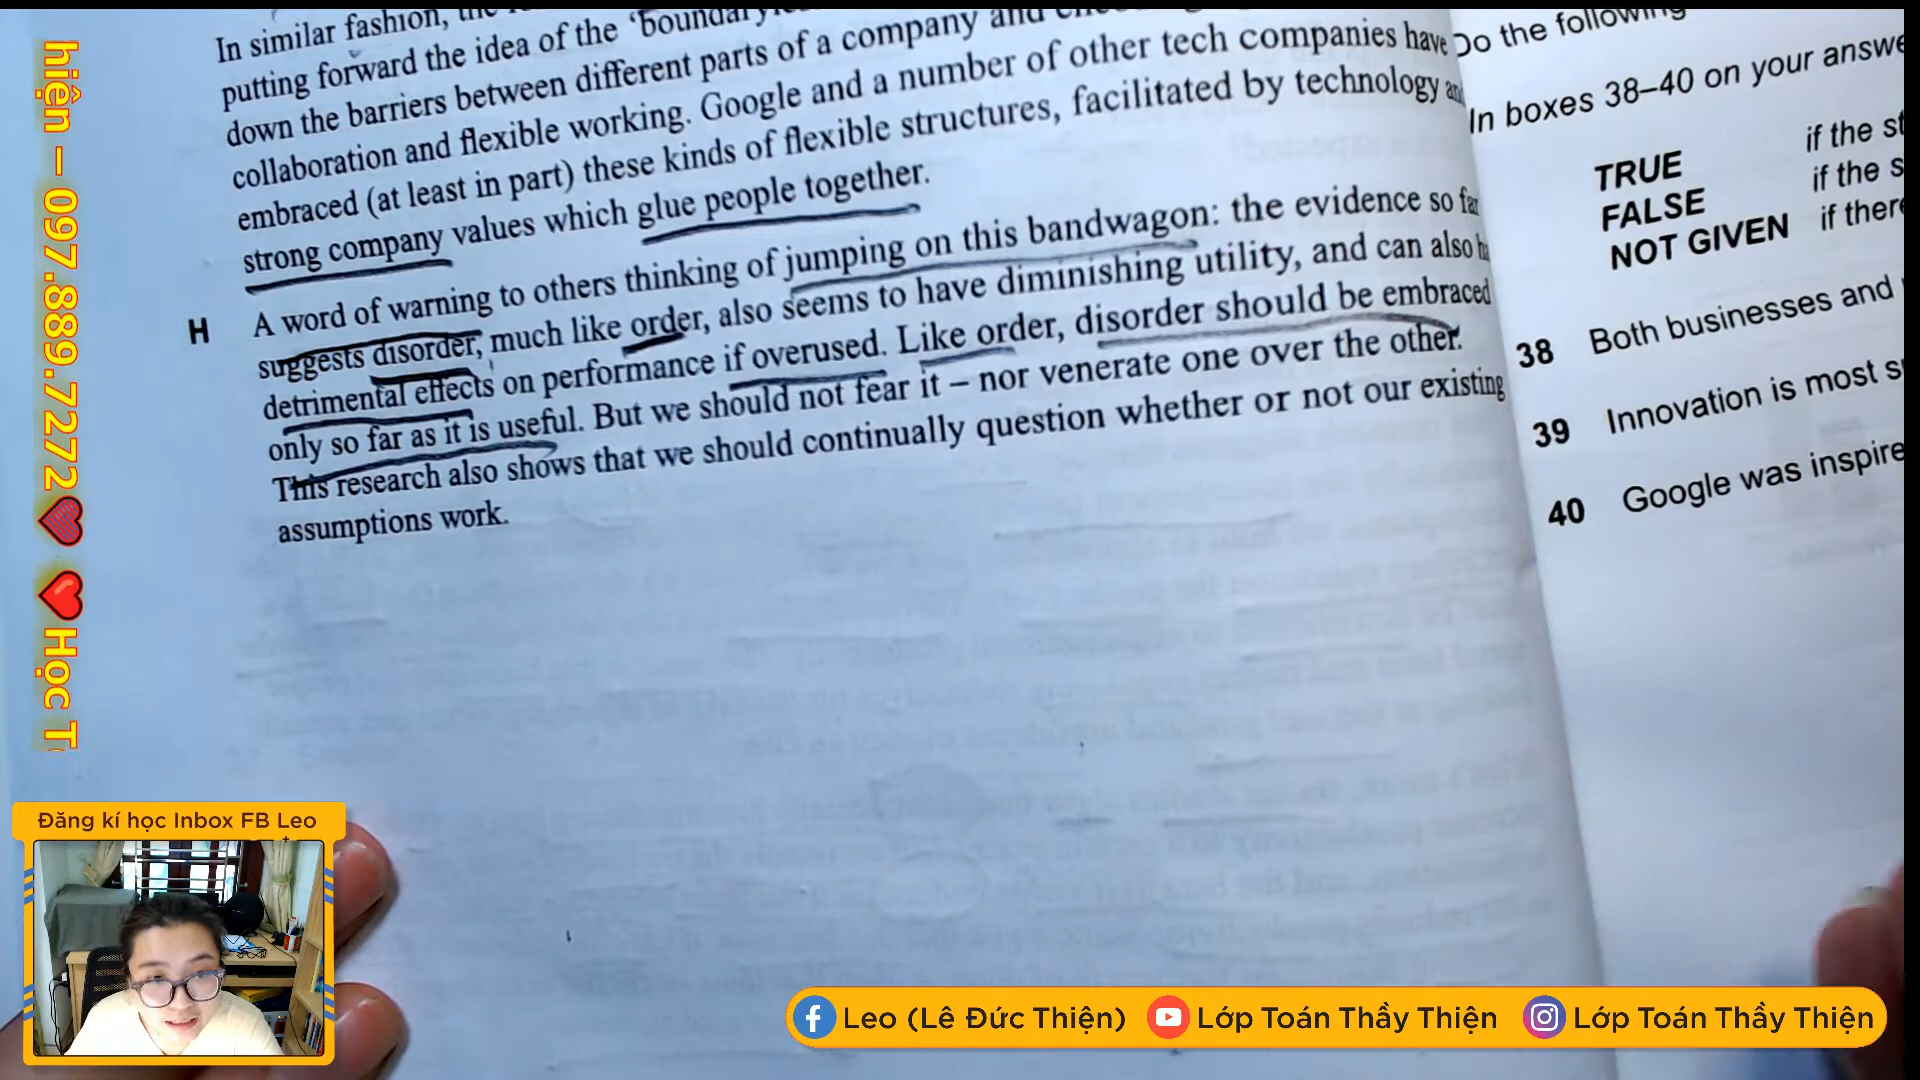 In similar fashion, the
putting forward the idea of the ‘boundary
down the barriers between different parts of a company and
collaboration and flexible working. Google and a number of other tech companies have
embraced (at least in part) these kinds of flexible structures, facilitated by technology an
strong company values which glue people together.
H A word of warning to others thinking of jumping on this bandwagon: the evidence so far
suggests disorder, much like order, also seems to have diminishing utility, and can also h
detrimental effects on performance if overused. Like order, disorder should be embraced
only so far as it is useful. But we should not fear it – nor venerate one over the other.
This research also shows that we should continually question whether or not our existing
assumptions work.
Do the following
In boxes 38–40 on your answe
TRUE if the st
FALSE if the s
NOT GIVEN if there
38 Both businesses and
39 Innovation is most s
40 Google was inspire
hiện – 097.889.7272 Học T
Đăng kí học Inbox FB Leo
Leo (Lê Đức Thiện) Lớp Toán Thầy Thiện Lớp Toán Thầy Thiện